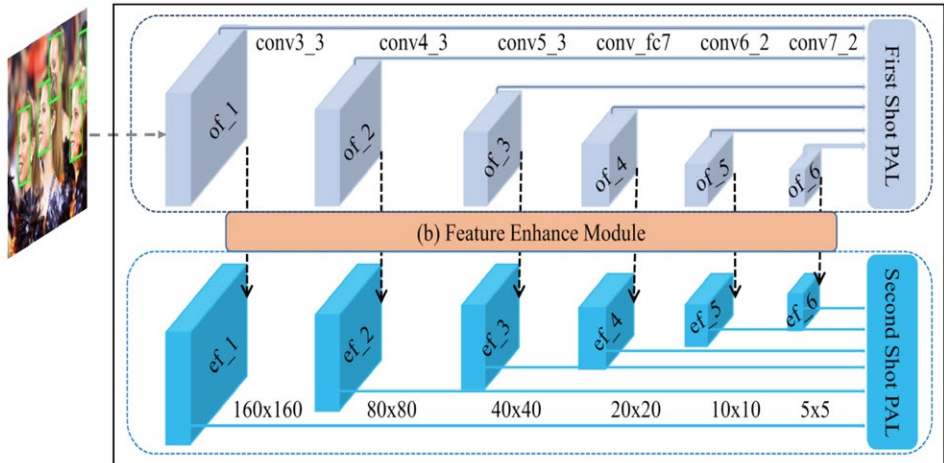 conv3_3 conv4_3 conv5_3 conv_fc7 conv6_2 conv7_2
of_1 of_2 of_3 of_4 of_5 of_6
First Shot PAL
(b) Feature Enhance Module
ef_1 ef_2 ef_3 ef_4 ef_5 ef_6
160x160 80x80 40x40 20x20 10x10 5x5
Second Shot PAL